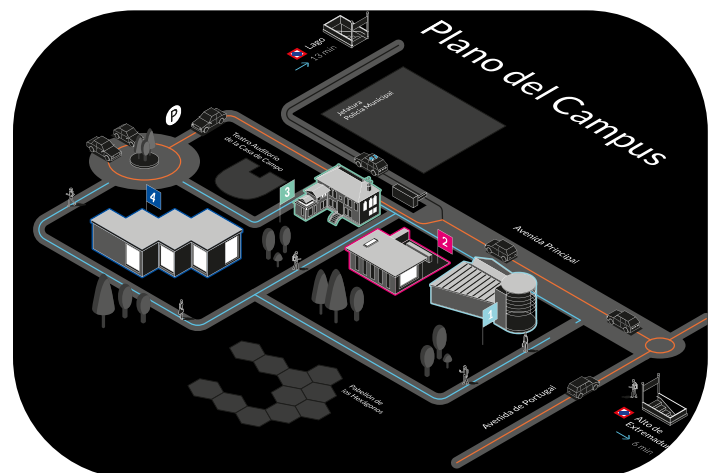 Plano del Campus
Lago
13 min
Jefatura
Policía Municipal
P
Teatro Auditorio
de la Casa de Campo
4
3
2
1
Avenida Principal
Pabellón de
los Hexágonos
Avenida de Portugal
Alto de
Extremadura
6 min